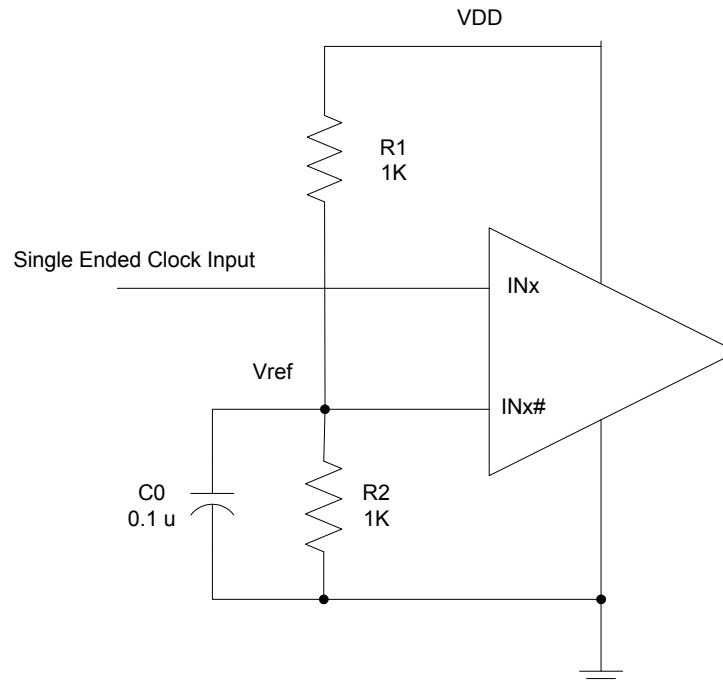 VDD
R1
1K
Single Ended Clock Input
INx
Vref
INx#
C0
0.1 u
R2
1K